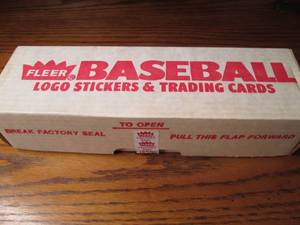 FLEER BASEBALL
LOGO STICKERS & TRADING CARDS
TO OPEN
BREAK FACTORY SEAL
PULL THIS FLAP FORWARD